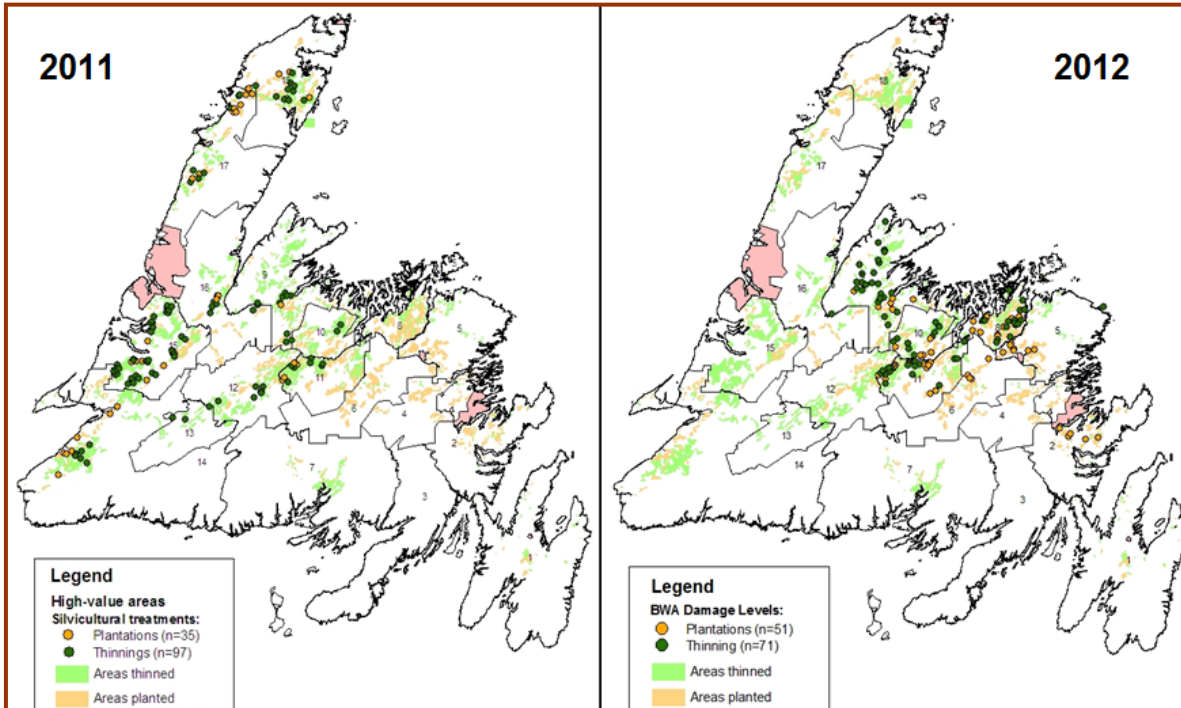 2011
18
17
16
9
15
10
8
5
12
11
13
6
4
14
2
7
3
1
Legend
High-value areas
Silvicultural treatments:
Plantations (n=35)
Thinnings (n=97)
Areas thinned
Areas planted
2012
18
17
16
10
5
15
12
11
13
6
4
14
2
7
3
1
Legend
BWA Damage Levels:
Plantations (n=51)
Thinning (n=71)
Areas thinned
Areas planted